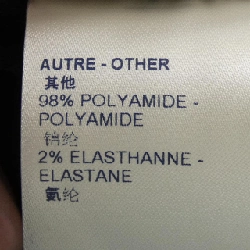 AUTRE - OTHER
其他
98% POLYAMIDE -
POLYAMIDE
锦纶
2% ELASTHANNE -
ELASTANE
氨纶